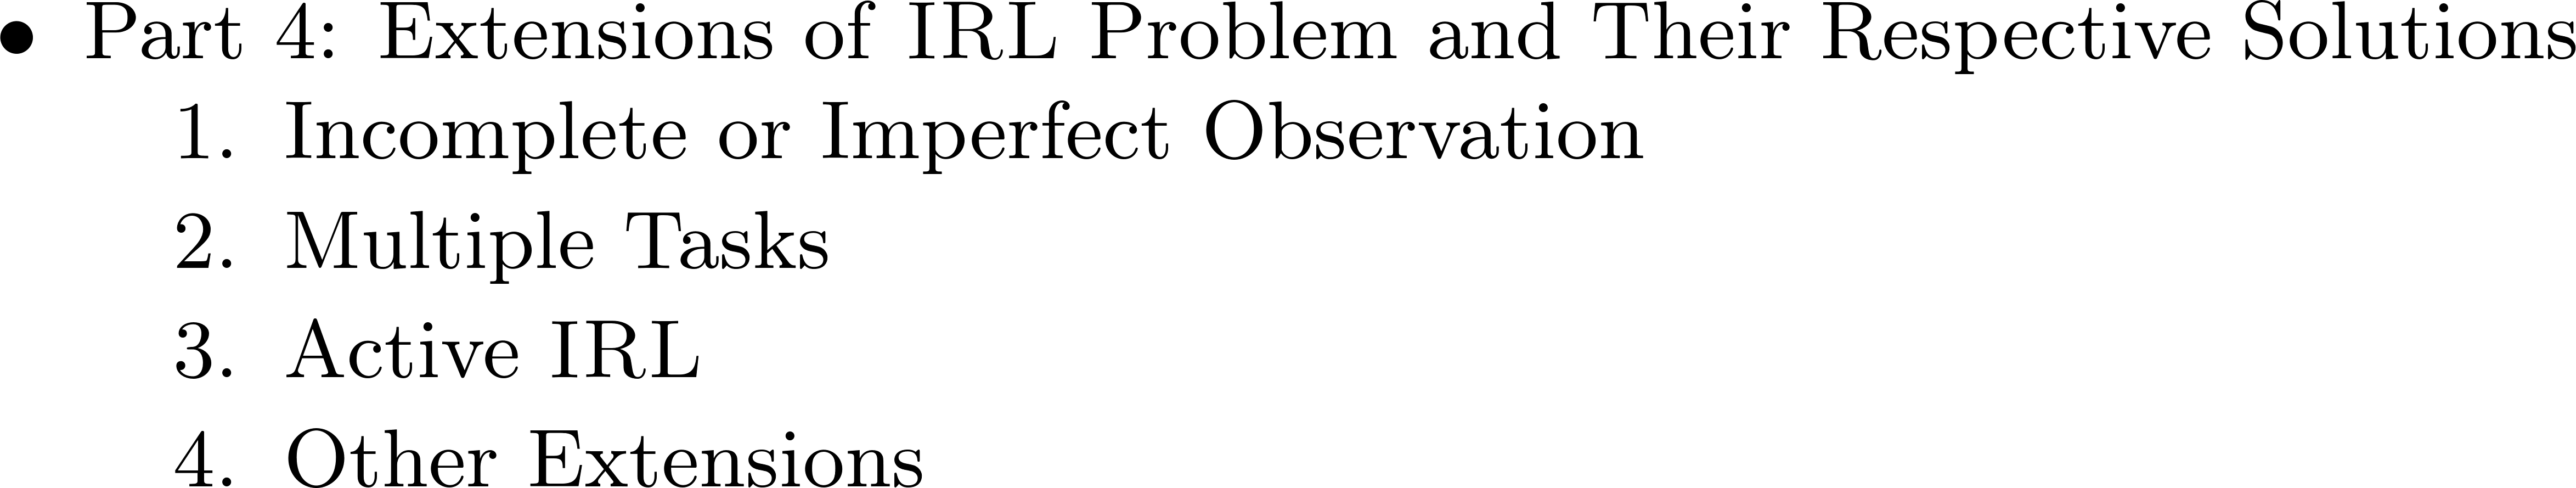 • Part 4: Extensions of IRL Problem and Their Respective Solutions
1. Incomplete or Imperfect Observation
2. Multiple Tasks
3. Active IRL
4. Other Extensions